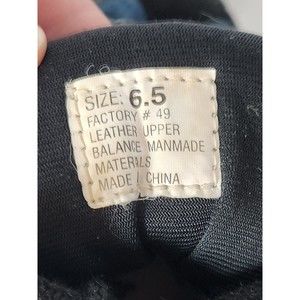 SIZE: 6.5
FACTORY # 49
LEATHER UPPER
BALANCE MANMADE
MATERIALS
MADE IN CHINA